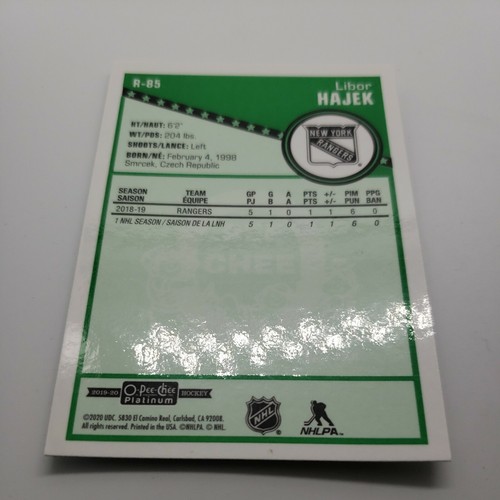 R-85
Libor
HAJEK
HT/HAUT: 6'2"
WT/PDS: 204 lbs.
SHOOTS/LANCE: Left
BORN/NÉ: February 4, 1998
Smrcek, Czech Republic
NEW YORK
RANGERS
SEASON TEAM GP G A PTS +/- PIM PPG
SAISON ÉQUIPE PJ B A PTS +/- PUN BAN
2018-19 RANGERS 5 1 0 1 1 6 0
1 NHL SEASON / SAISON DE LA LNH 5 1 0 1 1 6 0
2019-20 O-Pee-Chee HOCKEY
Platinum
NHL
NHLPA
©2020 UDC. 5830 El Camino Real, Carlsbad, CA 92008.
All rights reserved. Printed in the USA. ©NHLPA. © NHL.